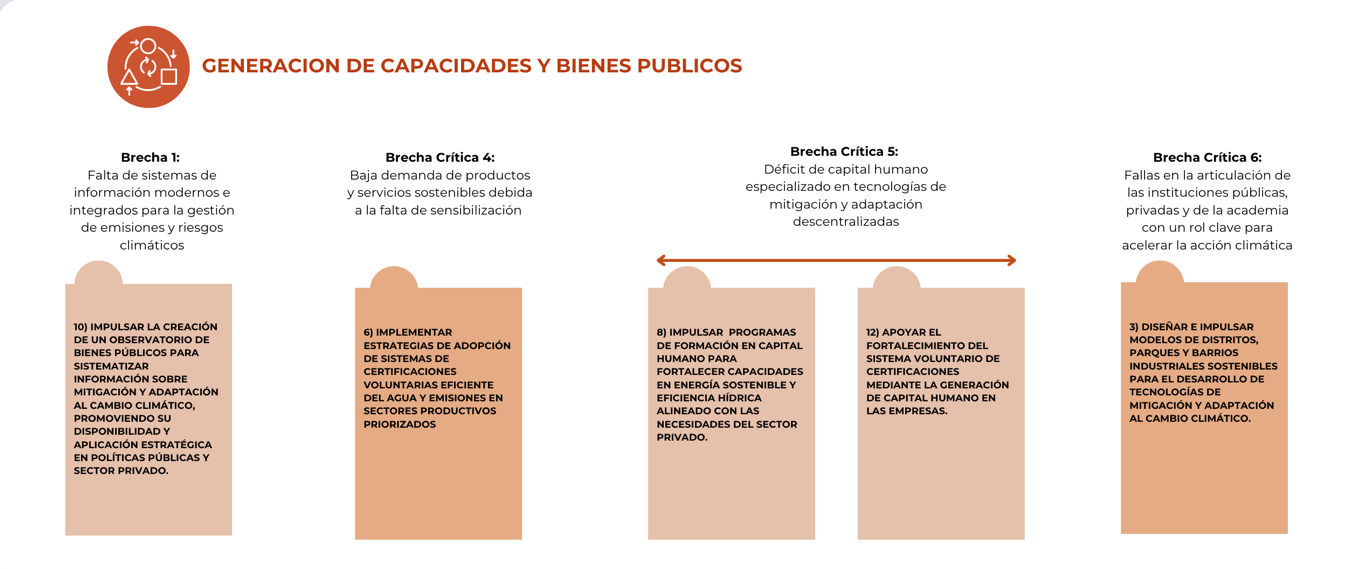 GENERACION DE CAPACIDADES Y BIENES PUBLICOS
Brecha 1:
Falta de sistemas de
información modernos e
integrados para la gestión
de emisiones y riesgos
climáticos
10) IMPULSAR LA CREACIÓN
DE UN OBSERVATORIO DE
BIENES PÚBLICOS PARA
SISTEMATIZAR
INFORMACIÓN SOBRE
MITIGACIÓN Y ADAPTACIÓN
AL CAMBIO CLIMÁTICO,
PROMOVIENDO SU
DISPONIBILIDAD Y
APLICACIÓN ESTRATÉGICA
EN POLÍTICAS PÚBLICAS Y
SECTOR PRIVADO.
Brecha Crítica 4:
Baja demanda de productos
y servicios sostenibles debida
a la falta de sensibilización
6) IMPLEMENTAR
ESTRATEGIAS DE ADOPCIÓN
DE SISTEMAS DE
CERTIFICACIONES
VOLUNTARIAS EFICIENTE
DEL AGUA Y EMISIONES EN
SECTORES PRODUCTIVOS
PRIORIZADOS
Brecha Crítica 5:
Déficit de capital humano
especializado en tecnologías de
mitigación y adaptación
descentralizadas
8) IMPULSAR PROGRAMAS
DE FORMACIÓN EN CAPITAL
HUMANO PARA
FORTALECER CAPACIDADES
EN ENERGÍA SOSTENIBLE Y
EFICIENCIA HÍDRICA
ALINEADO CON LAS
NECESIDADES DEL SECTOR
PRIVADO.
12) APOYAR EL
FORTALECIMIENTO DEL
SISTEMA VOLUNTARIO DE
CERTIFICACIONES
MEDIANTE LA GENERACIÓN
DE CAPITAL HUMANO EN
LAS EMPRESAS.
Brecha Crítica 6:
Fallas en la articulación de
las instituciones públicas,
privadas y de la academia
con un rol clave para
acelerar la acción climática
3) DISEÑAR E IMPULSAR
MODELOS DE DISTRITOS,
PARQUES Y BARRIOS
INDUSTRIALES SOSTENIBLES
PARA EL DESARROLLO DE
TECNOLOGÍAS DE
MITIGACIÓN Y ADAPTACIÓN
AL CAMBIO CLIMÁTICO.